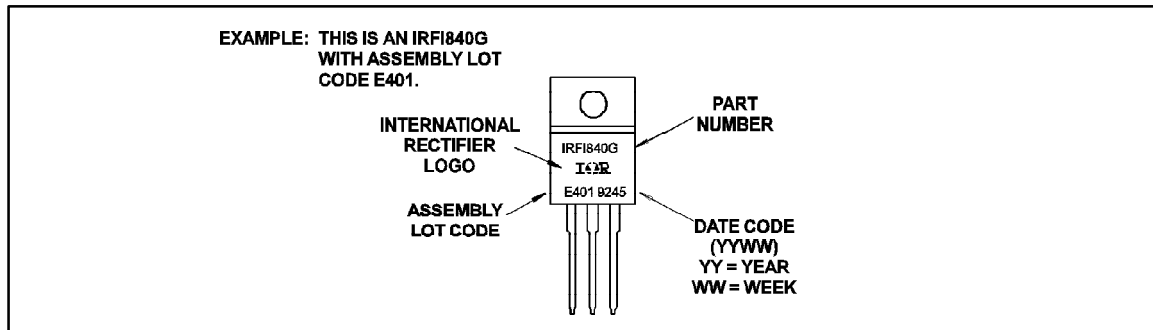 EXAMPLE: THIS IS AN IRFI840G
WITH ASSEMBLY LOT
CODE E401.
INTERNATIONAL
RECTIFIER
LOGO
PART
NUMBER
IRFI840G
IOR
E401 9245
ASSEMBLY
LOT CODE
DATE CODE
(YYWW)
YY = YEAR
WW = WEEK